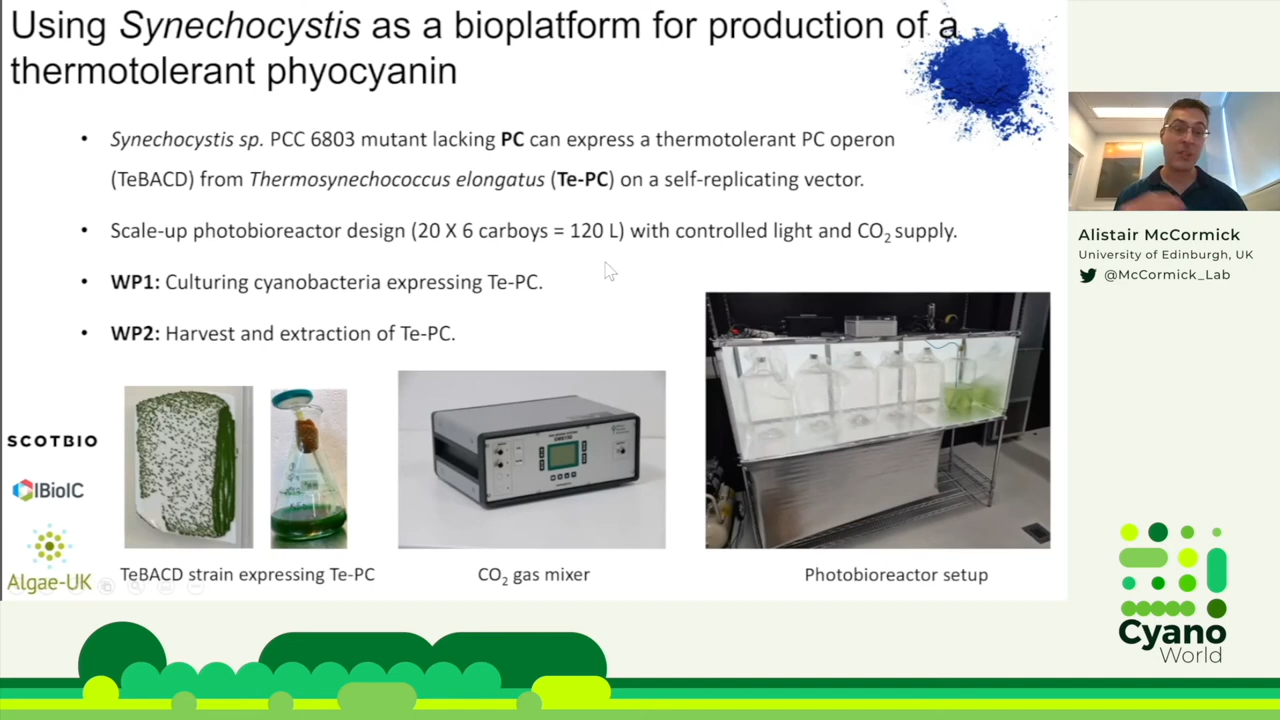 Using Synechocystis as a bioplatform for production of a
thermotolerant phyocyanin
• Synechocystis sp. PCC 6803 mutant lacking PC can express a thermotolerant PC operon
(TeBACD) from Thermosynechococcus elongatus (Te-PC) on a self-replicating vector.
• Scale-up photobioreactor design (20 X 6 carboys = 120 L) with controlled light and CO₂ supply.
• WP1: Culturing cyanobacteria expressing Te-PC.
• WP2: Harvest and extraction of Te-PC.
SCOTBIO
IBioIC
Algae-UK
TeBACD strain expressing Te-PC
CO₂ gas mixer
Photobioreactor setup
Alistair McCormick
University of Edinburgh, UK
@McCormick_Lab
Cyano
World